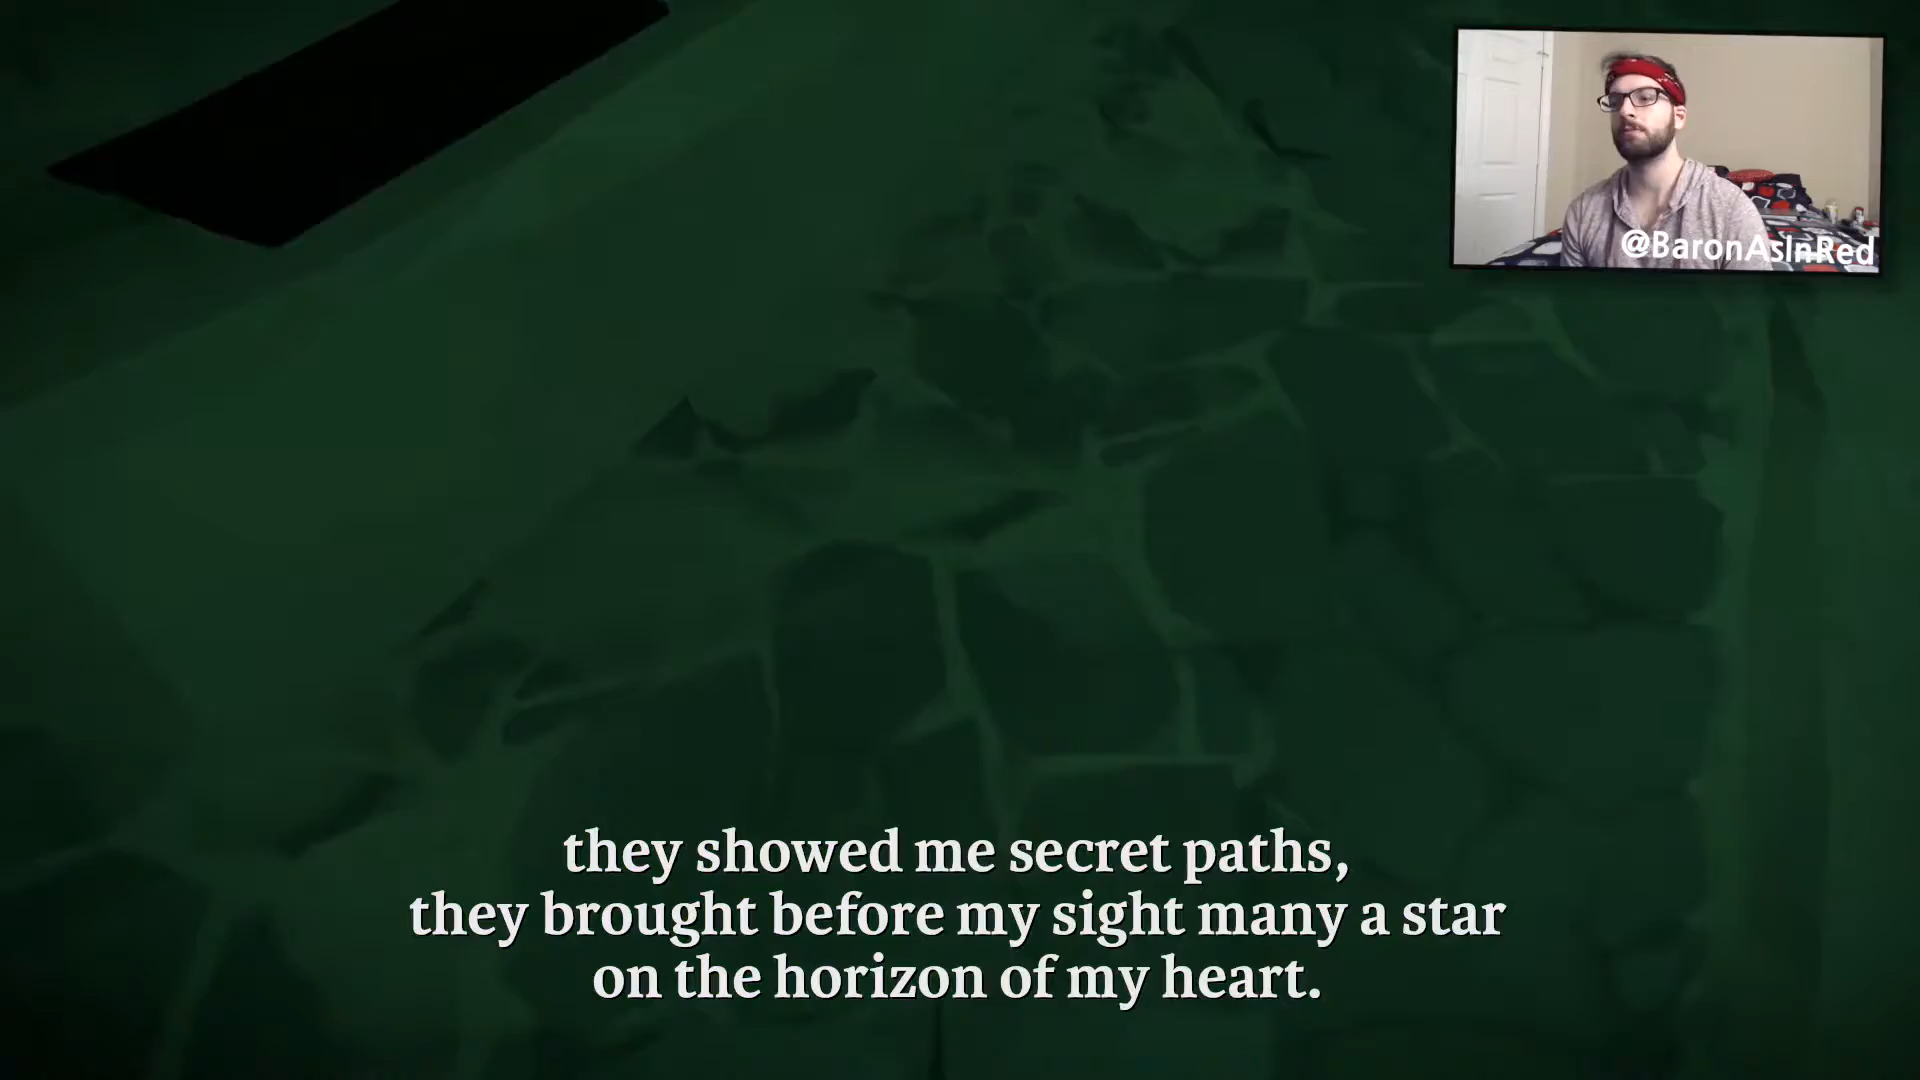 @BaronAsInRed
they showed me secret paths,
they brought before my sight many a star
on the horizon of my heart.